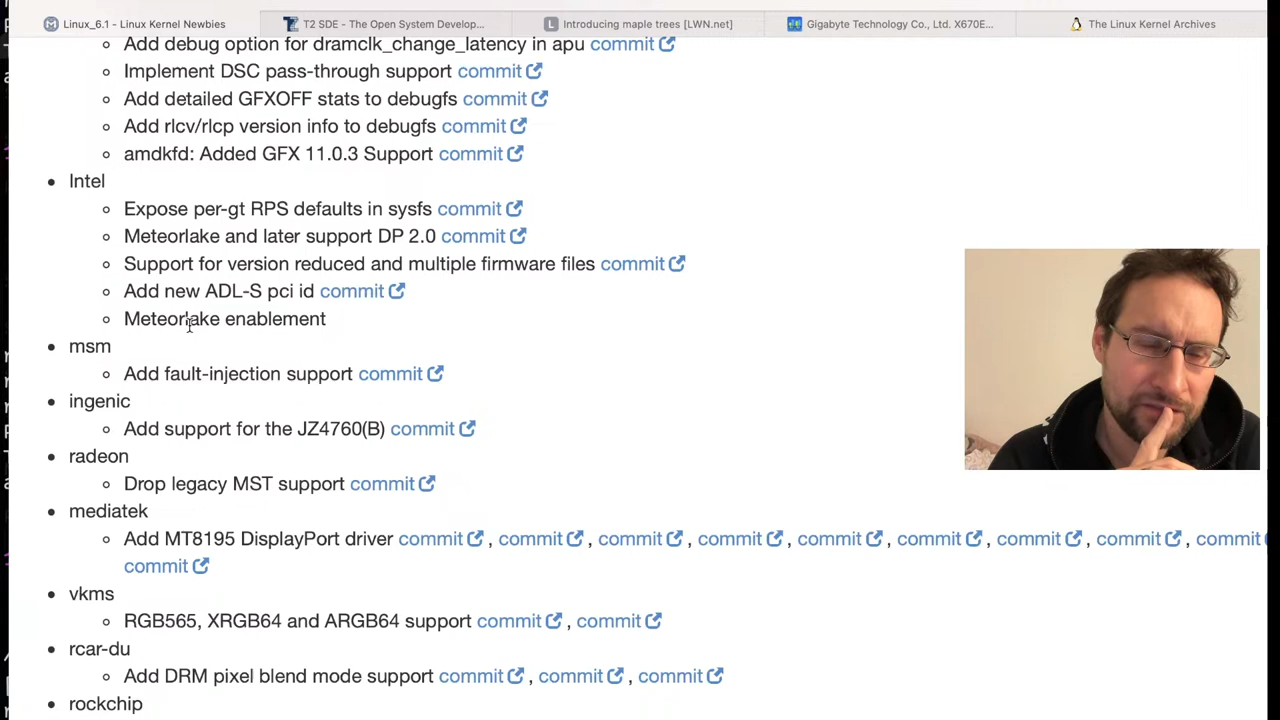 Linux_6.1 - Linux Kernel Newbies
T2 SDE - The Open System Develop...
Introducing maple trees [LWN.net]
Gigabyte Technology Co., Ltd. X670E...
The Linux Kernel Archives
Add debug option for dramclk_change_latency in apu commit
Implement DSC pass-through support commit
Add detailed GFXOFF stats to debugfs commit
Add rlcv/rlcp version info to debugfs commit
amdkfd: Added GFX 11.0.3 Support commit
Intel
Expose per-gt RPS defaults in sysfs commit
Meteorlake and later support DP 2.0 commit
Support for version reduced and multiple firmware files commit
Add new ADL-S pci id commit
Meteorlake enablement
msm
Add fault-injection support commit
ingenic
Add support for the JZ4760(B) commit
radeon
Drop legacy MST support commit
mediatek
Add MT8195 DisplayPort driver commit , commit , commit , commit , commit , commit , commit , commit , commit
commit
vkms
RGB565, XRGB64 and ARGB64 support commit , commit
rcar-du
Add DRM pixel blend mode support commit , commit , commit
rockchip